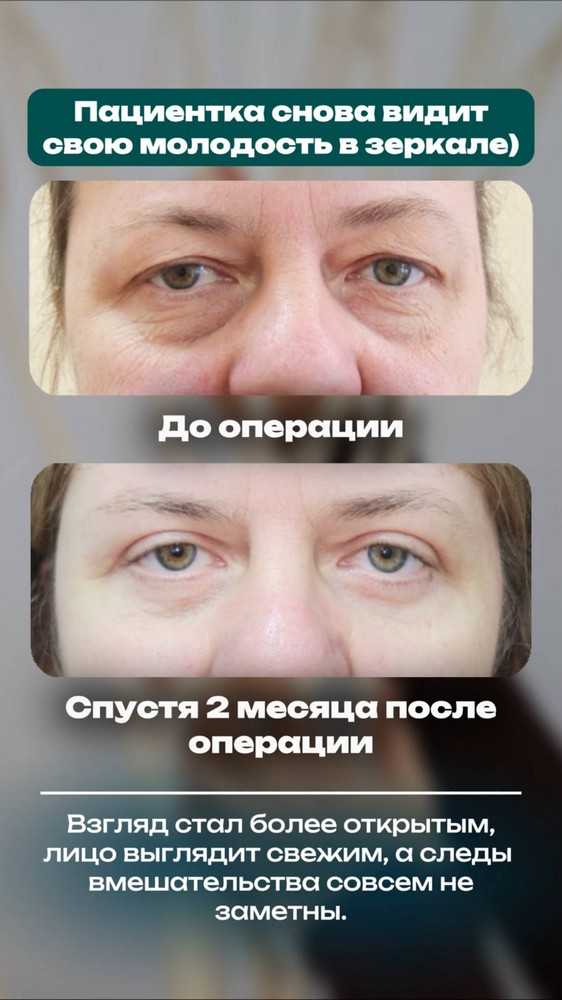 Пациентка снова видит
свою молодость в зеркале)
До операции
Спустя 2 месяца после
операции
Взгляд стал более открытым,
лицо выглядит свежим, а следы
вмешательства совсем не
заметны.